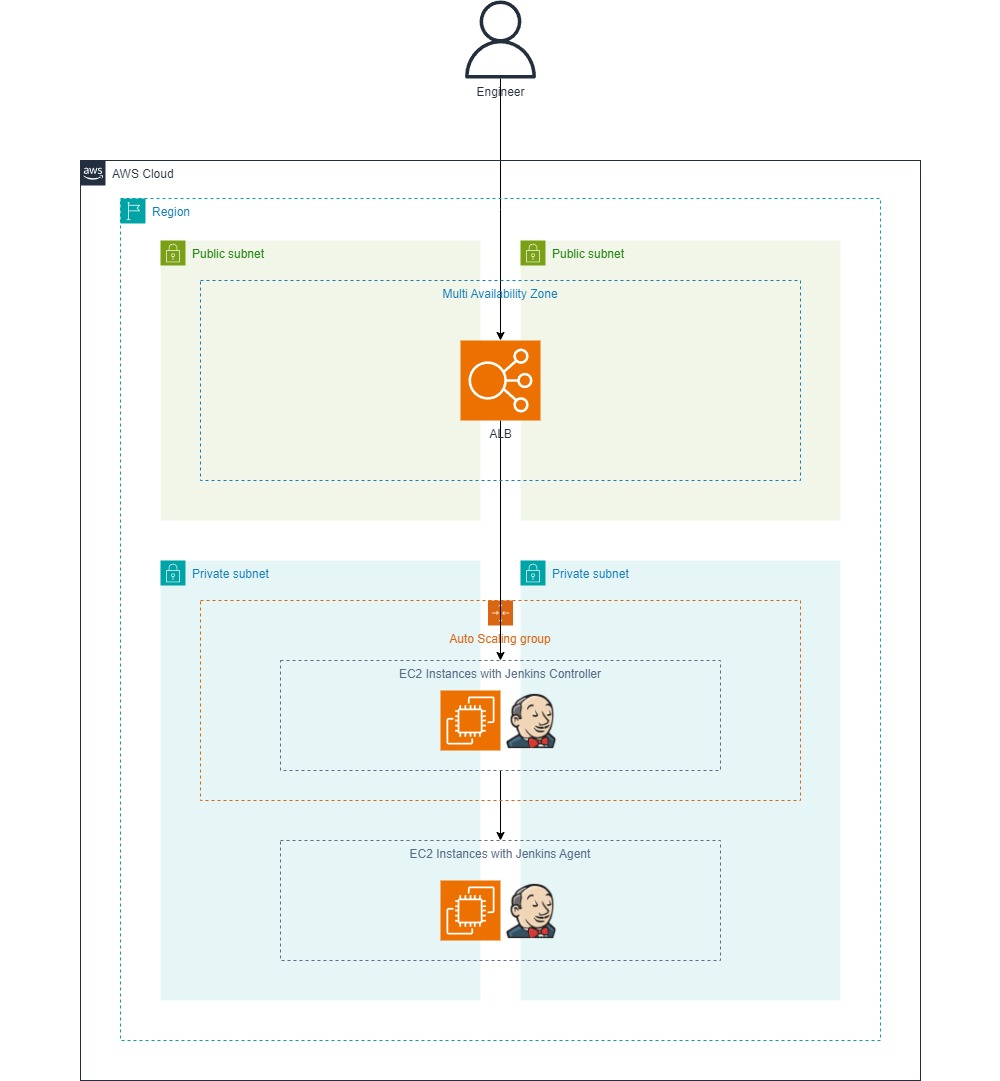 Engineer
aws
AWS Cloud
Region
Public subnet
Public subnet
Multi Availability Zone
ALB
Private subnet
Private subnet
Auto Scaling group
EC2 Instances with Jenkins Controller
EC2 Instances with Jenkins Agent